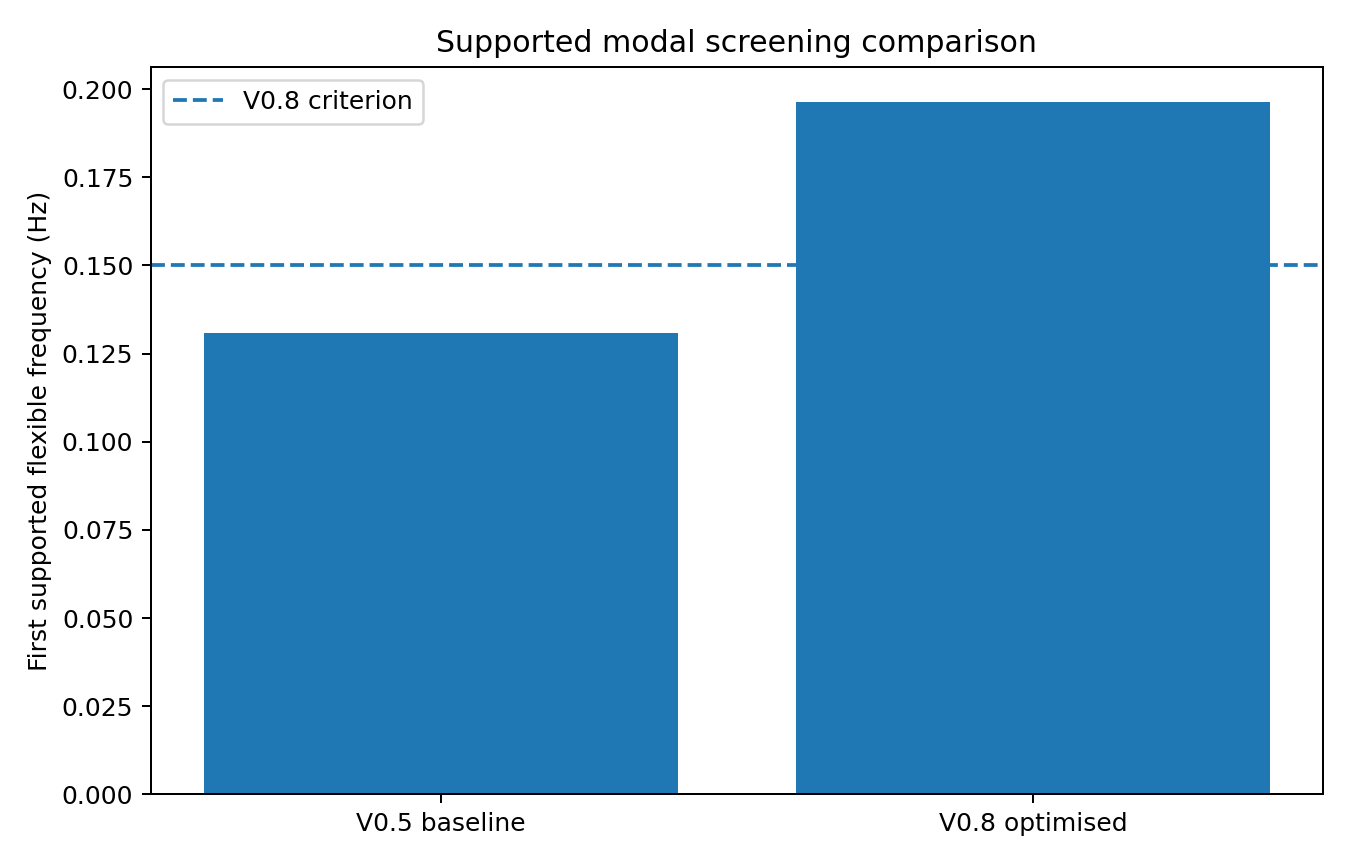 Supported modal screening comparison
V0.8 criterion
First supported flexible frequency (Hz)
0.200
0.175
0.150
0.125
0.100
0.075
0.050
0.025
0.000
V0.5 baseline
V0.8 optimised